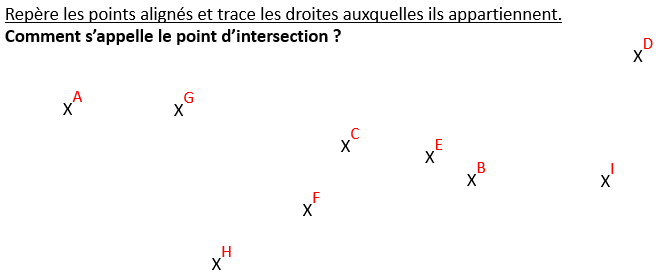 Repère les points alignés et trace les droites auxquelles ils appartiennent.
Comment s’appelle le point d’intersection ?
X D
X A
X G
X C
X E
X B
X I
X F
X H